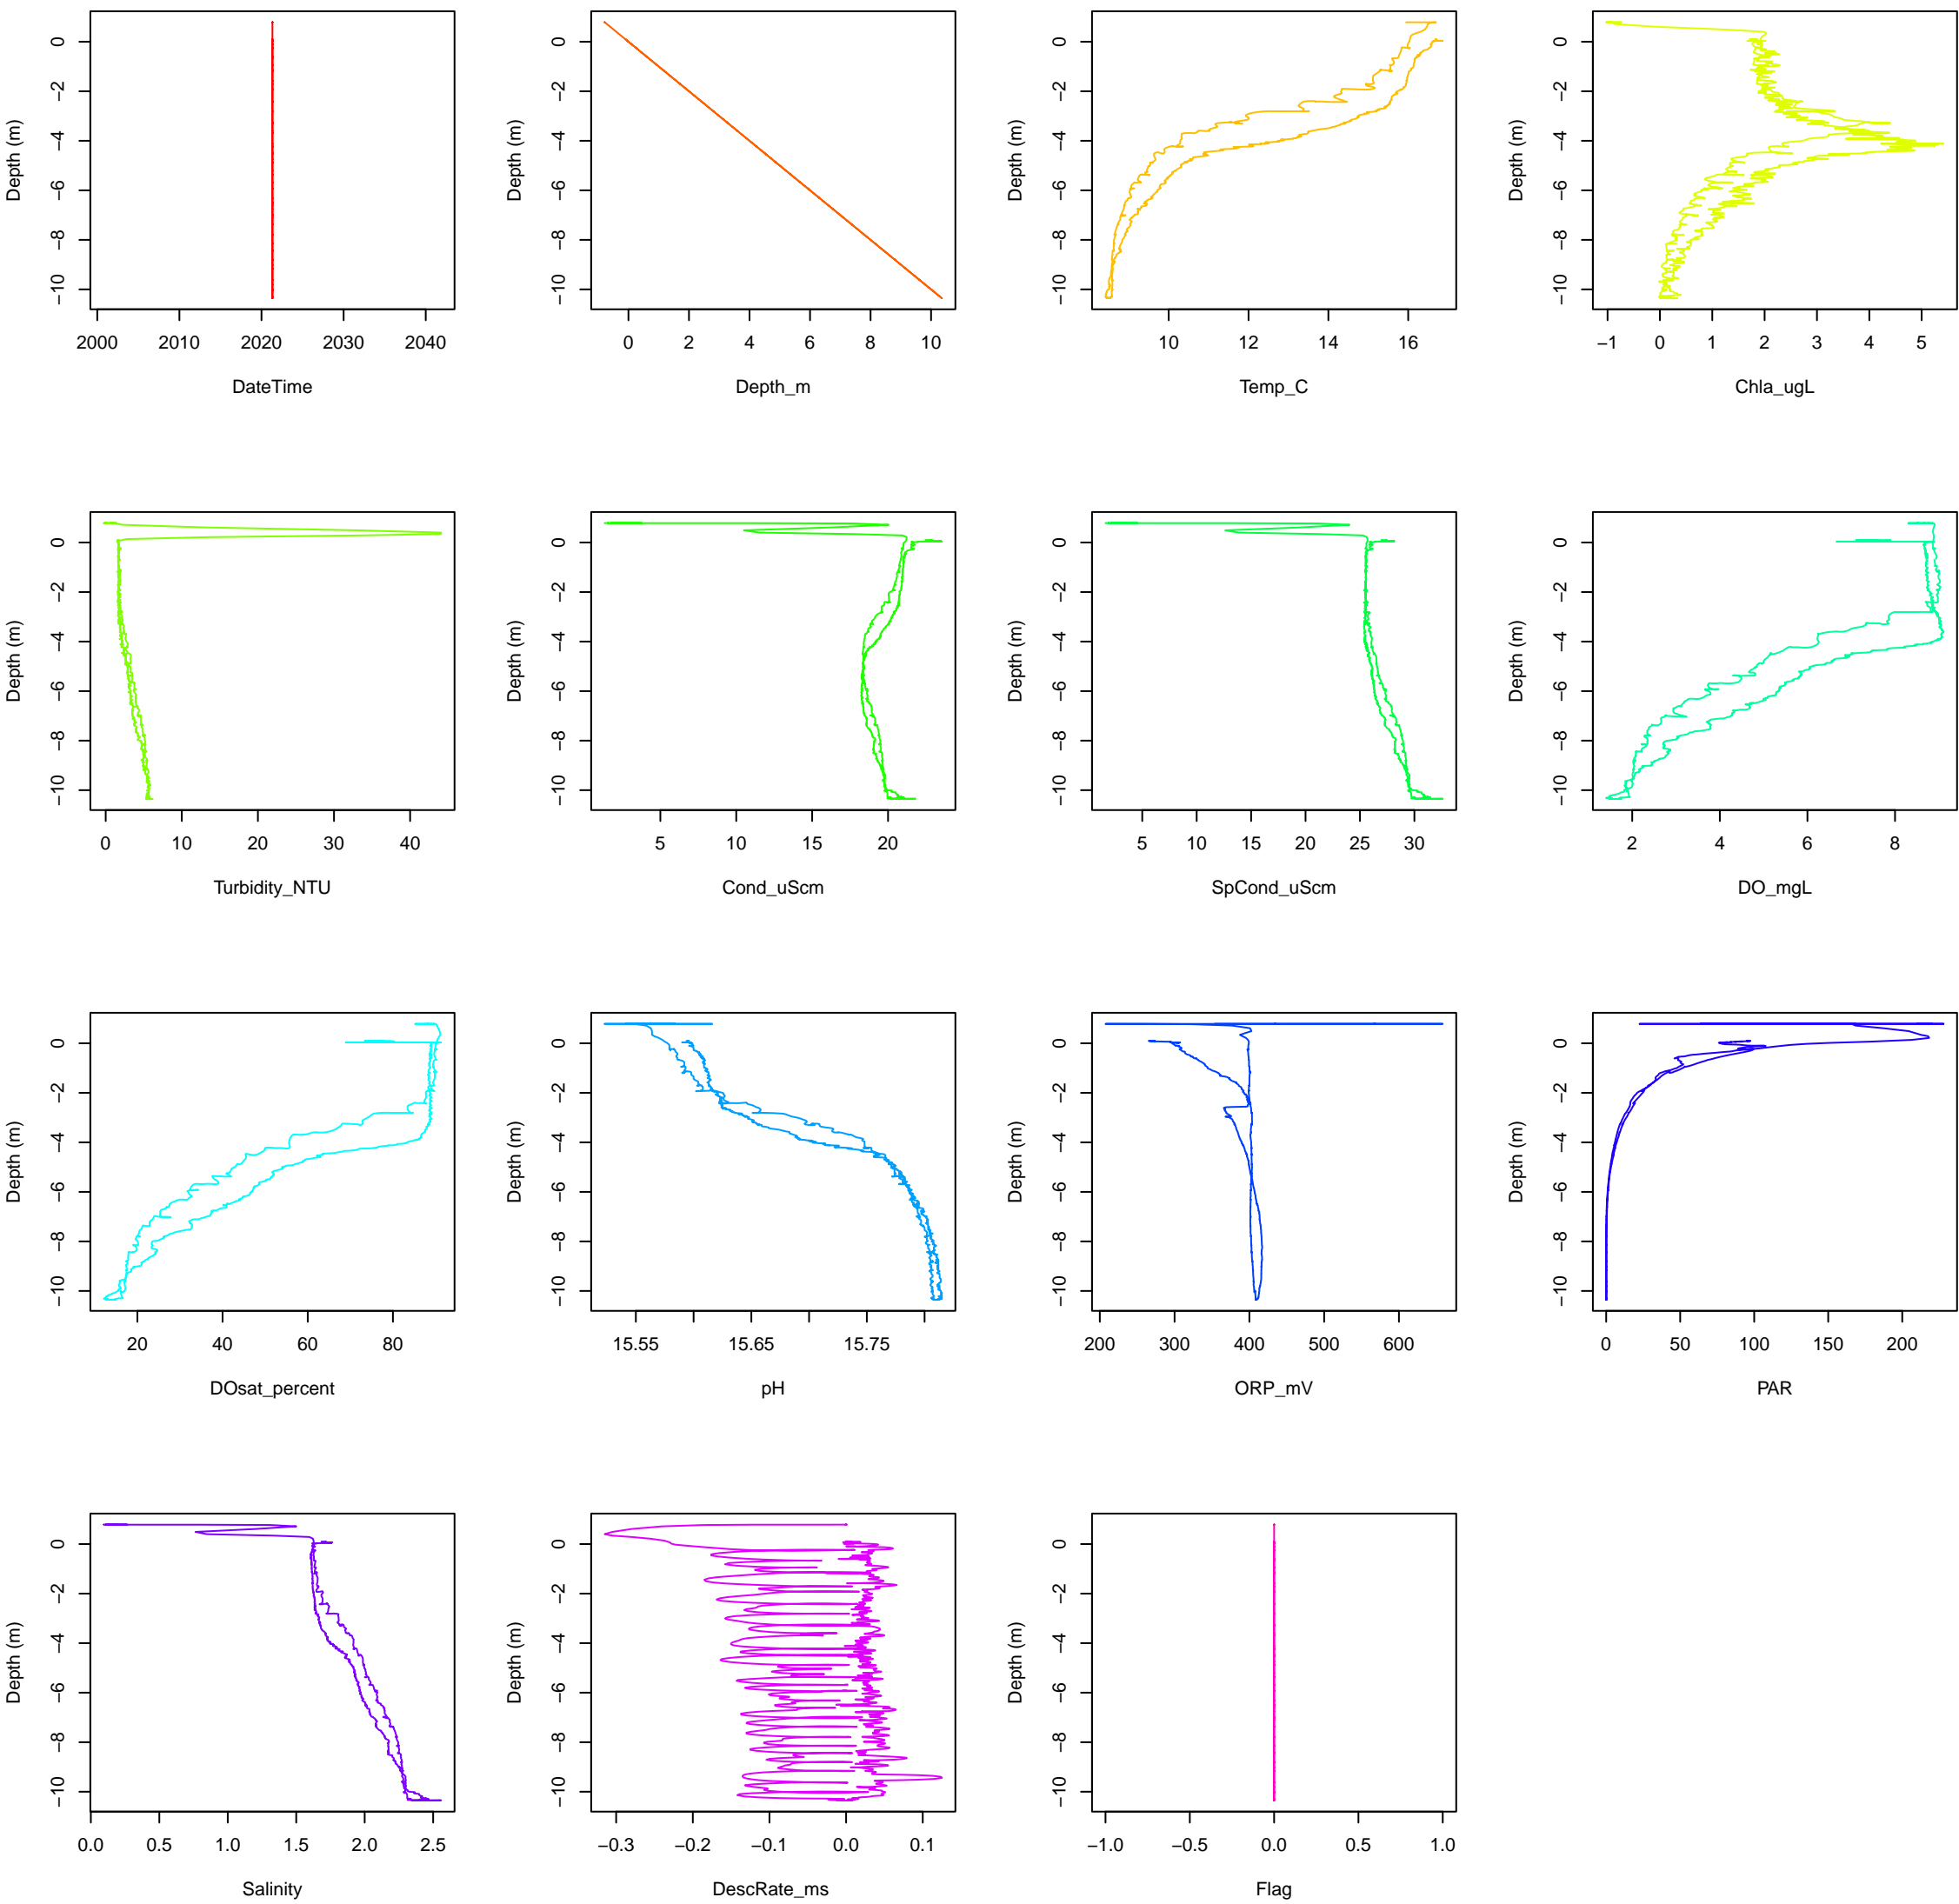 Depth (m)
0
−2
−4
−6
−8
−10
2000 2010 2020 2030 2040
DateTime
Depth (m)
0
−2
−4
−6
−8
−10
0 2 4 6 8 10
Depth_m
Depth (m)
0
−2
−4
−6
−8
−10
10 12 14 16
Temp_C
Depth (m)
0
−2
−4
−6
−8
−10
−1 0 1 2 3 4 5
Chla_ugL
Depth (m)
0
−2
−4
−6
−8
−10
0 10 20 30 40
Turbidity_NTU
Depth (m)
0
−2
−4
−6
−8
−10
5 10 15 20
Cond_uScm
Depth (m)
0
−2
−4
−6
−8
−10
5 10 15 20 25 30
SpCond_uScm
Depth (m)
0
−2
−4
−6
−8
−10
2 4 6 8
DO_mgL
Depth (m)
0
−2
−4
−6
−8
−10
20 40 60 80
DOsat_percent
Depth (m)
0
−2
−4
−6
−8
−10
15.55 15.65 15.75
pH
Depth (m)
0
−2
−4
−6
−8
−10
200 300 400 500 600
ORP_mV
Depth (m)
0
−2
−4
−6
−8
−10
0 50 100 150 200
PAR
Depth (m)
0
−2
−4
−6
−8
−10
0.0 0.5 1.0 1.5 2.0 2.5
Salinity
Depth (m)
0
−2
−4
−6
−8
−10
−0.3 −0.2 −0.1 0.0 0.1
DescRate_ms
Depth (m)
0
−2
−4
−6
−8
−10
−1.0 −0.5 0.0 0.5 1.0
Flag